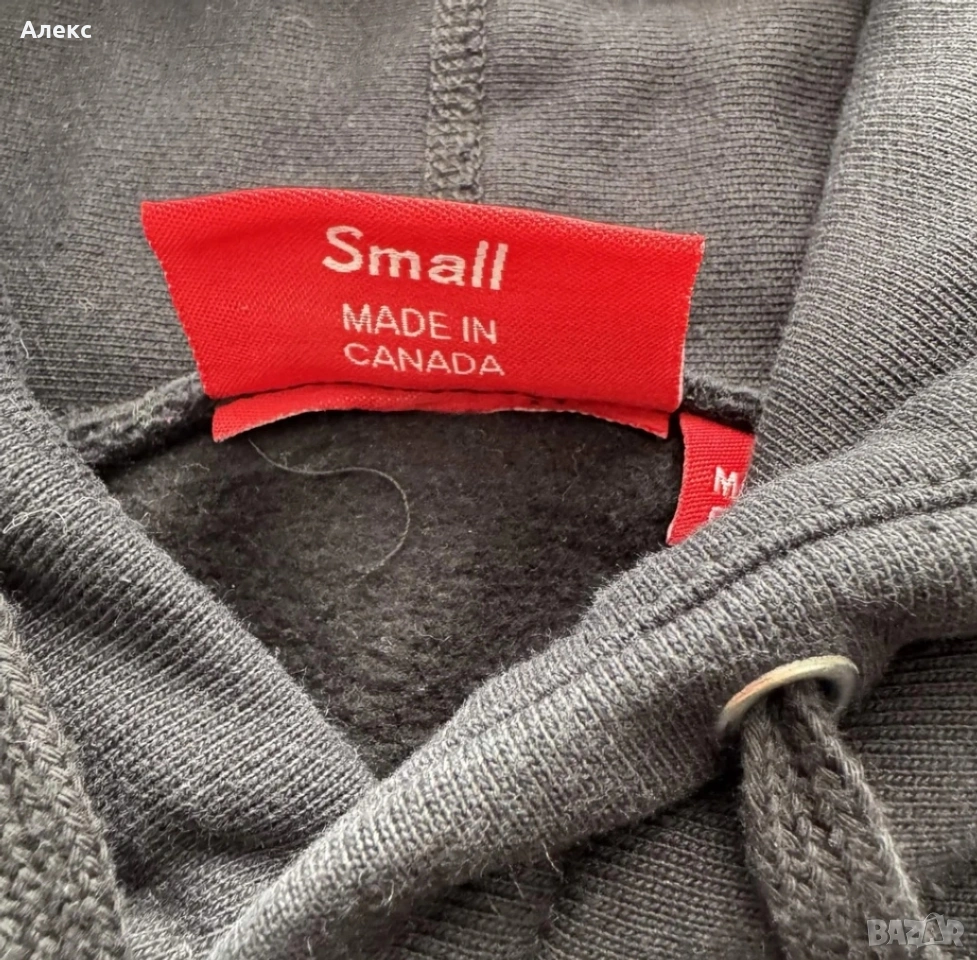 Алекс
Small
MADE IN
CANADA
BAZAR